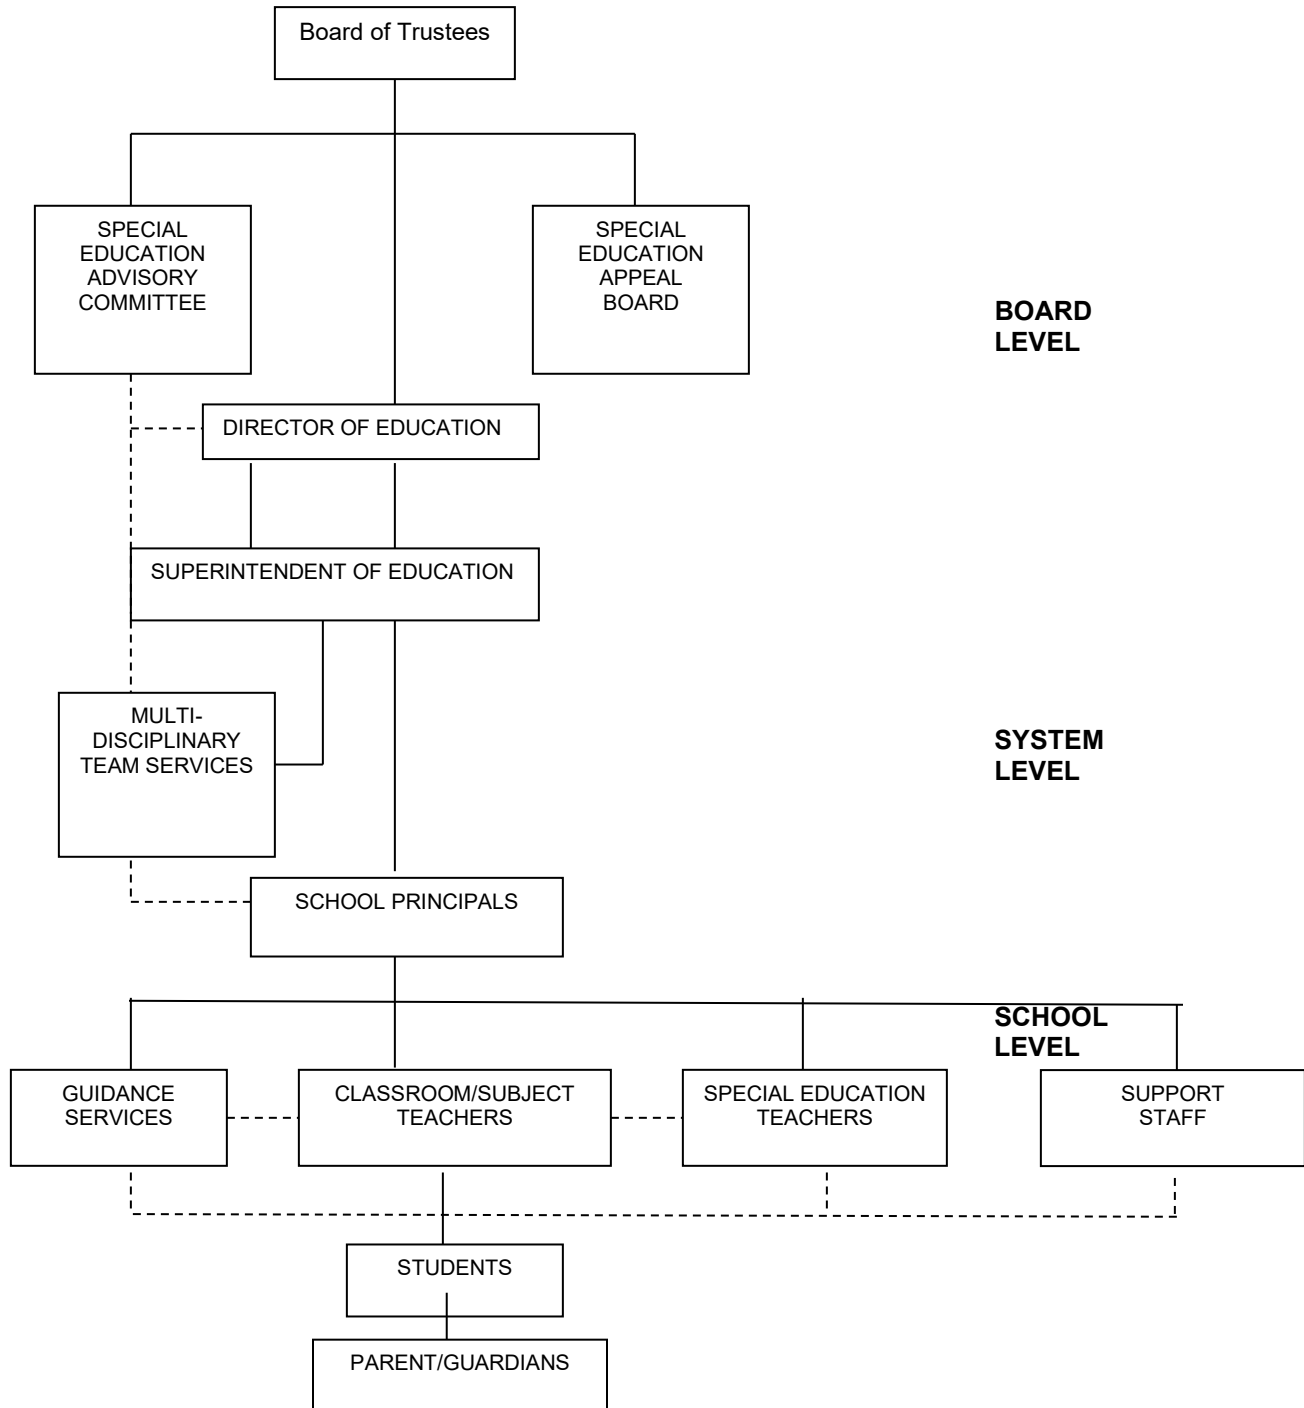 Board of Trustees
SPECIAL
EDUCATION
ADVISORY
COMMITTEE
SPECIAL
EDUCATION
APPEAL
BOARD
BOARD
LEVEL
DIRECTOR OF EDUCATION
SUPERINTENDENT OF EDUCATION
MULTI-
DISCIPLINARY
TEAM SERVICES
SYSTEM
LEVEL
SCHOOL PRINCIPALS
SCHOOL
LEVEL
GUIDANCE
SERVICES
CLASSROOM/SUBJECT
TEACHERS
SPECIAL EDUCATION
TEACHERS
SUPPORT
STAFF
STUDENTS
PARENT/GUARDIANS